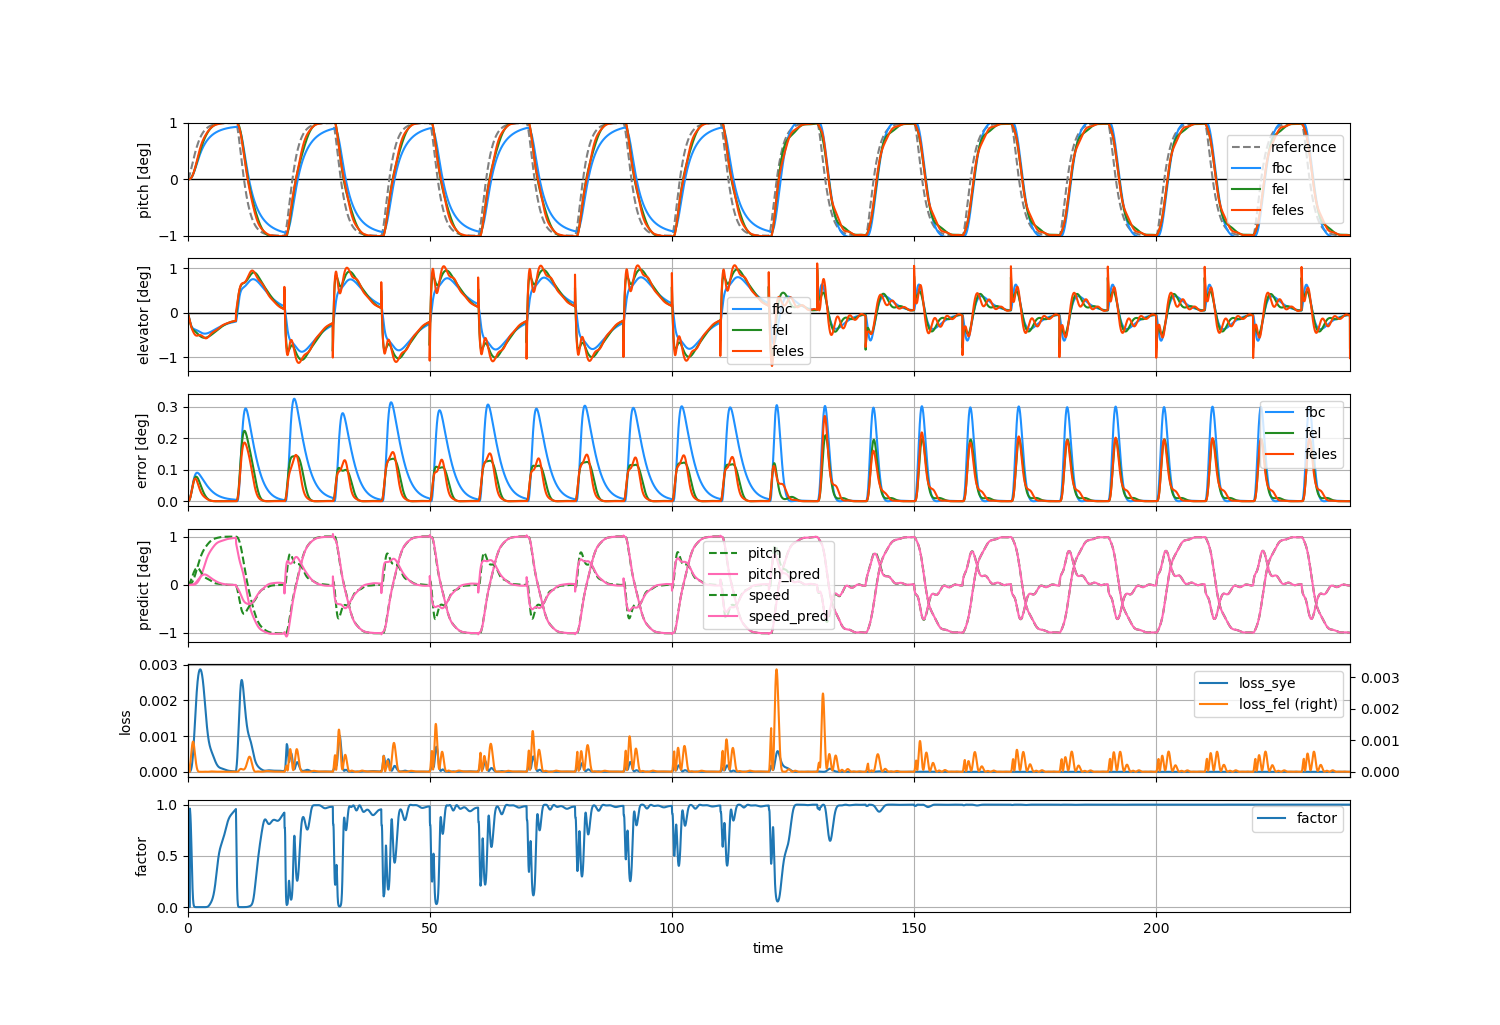 pitch [deg]
1
0
−1
reference
fbc
fel
feles
elevator [deg]
1
0
−1
fbc
fel
feles
error [deg]
0.3
0.2
0.1
0.0
fbc
fel
feles
predict [deg]
1
0
−1
pitch
pitch_pred
speed
speed_pred
loss
0.003
0.002
0.001
0.000
loss_sye
loss_fel (right)
0.003
0.002
0.001
0.000
factor
1.0
0.5
0.0
factor
0
50
100
150
200
time